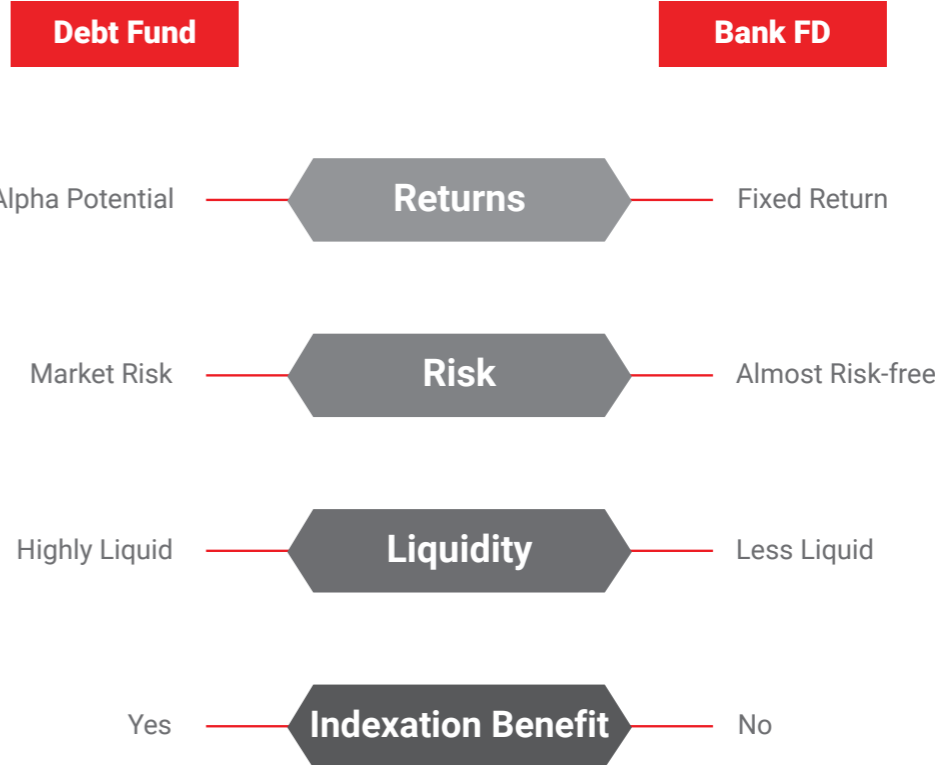 Debt Fund
Bank FD
Alpha Potential
Returns
Fixed Return
Market Risk
Risk
Almost Risk-free
Highly Liquid
Liquidity
Less Liquid
Yes
Indexation Benefit
No